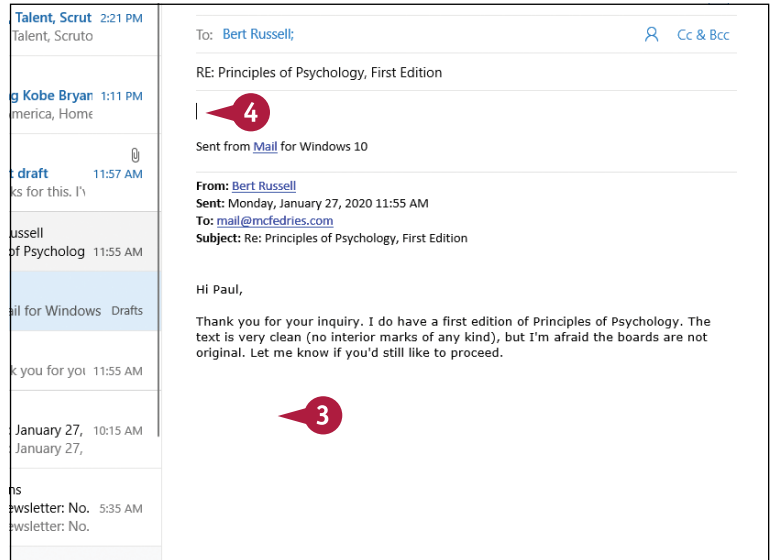 Talent, Scrut 2:21 PM
Talent, Scruto
g Kobe Bryan 1:11 PM
merica, Home
t draft 11:57 AM
ks for this. I'v
ussell
of Psycholog 11:55 AM
ail for Windows Drafts
k you for you 11:55 AM
January 27, 10:15 AM
January 27,
ns
ewsletter: No. 5:35 AM
ewsletter: No.
To: Bert Russell; Cc & Bcc
RE: Principles of Psychology, First Edition
4
Sent from Mail for Windows 10
From: Bert Russell
Sent: Monday, January 27, 2020 11:55 AM
To: mail@mcfedries.com
Subject: Re: Principles of Psychology, First Edition
Hi Paul,
Thank you for your inquiry. I do have a first edition of Principles of Psychology. The
text is very clean (no interior marks of any kind), but I'm afraid the boards are not
original. Let me know if you'd still like to proceed.
3